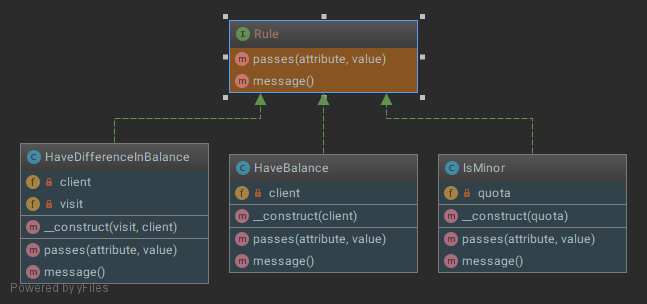 I Rule
m passes(attribute, value)
m message()
C HaveDifferenceInBalance
f client
f visit
m __construct(visit, client)
m passes(attribute, value)
m message()
C HaveBalance
f client
m __construct(client)
m passes(attribute, value)
m message()
C IsMinor
f quota
m __construct(quota)
m passes(attribute, value)
m message()
Powered by yFiles